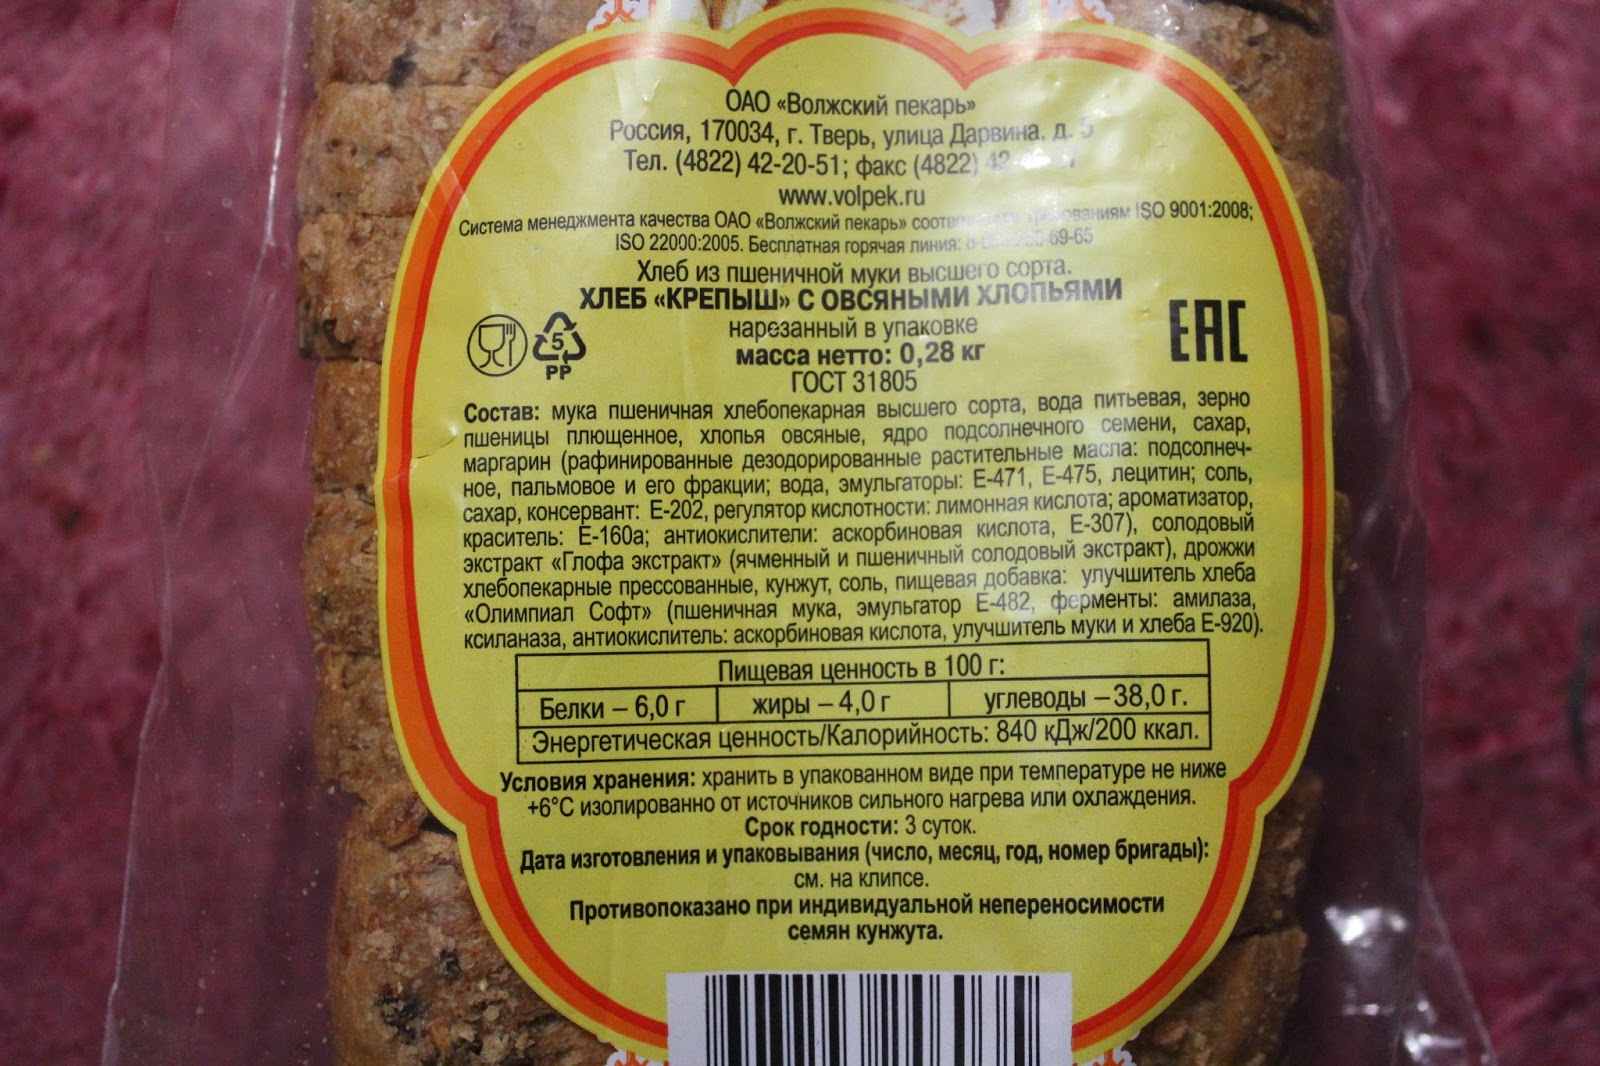 ОАО «Волжский пекарь»
Россия, 170034, г. Тверь, улица Дарвина, д. 5
Тел. (4822) 42-20-51; факс (4822)
www.volpek.ru
Система менеджмента качества ОАО «Волжский пекарь» ISO 9001:2008;
ISO 22000:2005. Бесплатная горячая линия:
Хлеб из пшеничной муки высшего сорта.
ХЛЕБ «КРЕПЫШ» С ОВСЯНЫМИ ХЛОПЬЯМИ
нарезанный в упаковке
масса нетто: 0,28 кг
ГОСТ 31805
5
PP
EAC
Состав: мука пшеничная хлебопекарная высшего сорта, вода питьевая, зерно
пшеницы плющенное, хлопья овсяные, ядро подсолнечного семени, сахар,
маргарин (рафинированные дезодорированные растительные масла: подсолнеч-
ное, пальмовое и его фракции; вода, эмульгаторы: Е-471, Е-475, лецитин; соль,
сахар, консервант: Е-202, регулятор кислотности: лимонная кислота; ароматизатор,
краситель: Е-160а; антиокислители: аскорбиновая кислота, Е-307), солодовый
экстракт «Глофа экстракт» (ячменный и пшеничный солодовый экстракт), дрожжи
хлебопекарные прессованные, кунжут, соль, пищевая добавка: улучшитель хлеба
«Олимпиал Софт» (пшеничная мука, эмульгатор Е-482, ферменты: амилаза,
ксиланаза, антиокислитель: аскорбиновая кислота, улучшитель муки и хлеба Е-920).
Пищевая ценность в 100 г:
Белки – 6,0 г жиры – 4,0 г углеводы – 38,0 г.
Энергетическая ценность/Калорийность: 840 кДж/200 ккал.
Условия хранения: хранить в упакованном виде при температуре не ниже
+6°С изолированно от источников сильного нагрева или охлаждения.
Срок годности: 3 суток.
Дата изготовления и упаковывания (число, месяц, год, номер бригады):
см. на клипсе.
Противопоказано при индивидуальной непереносимости
семян кунжута.